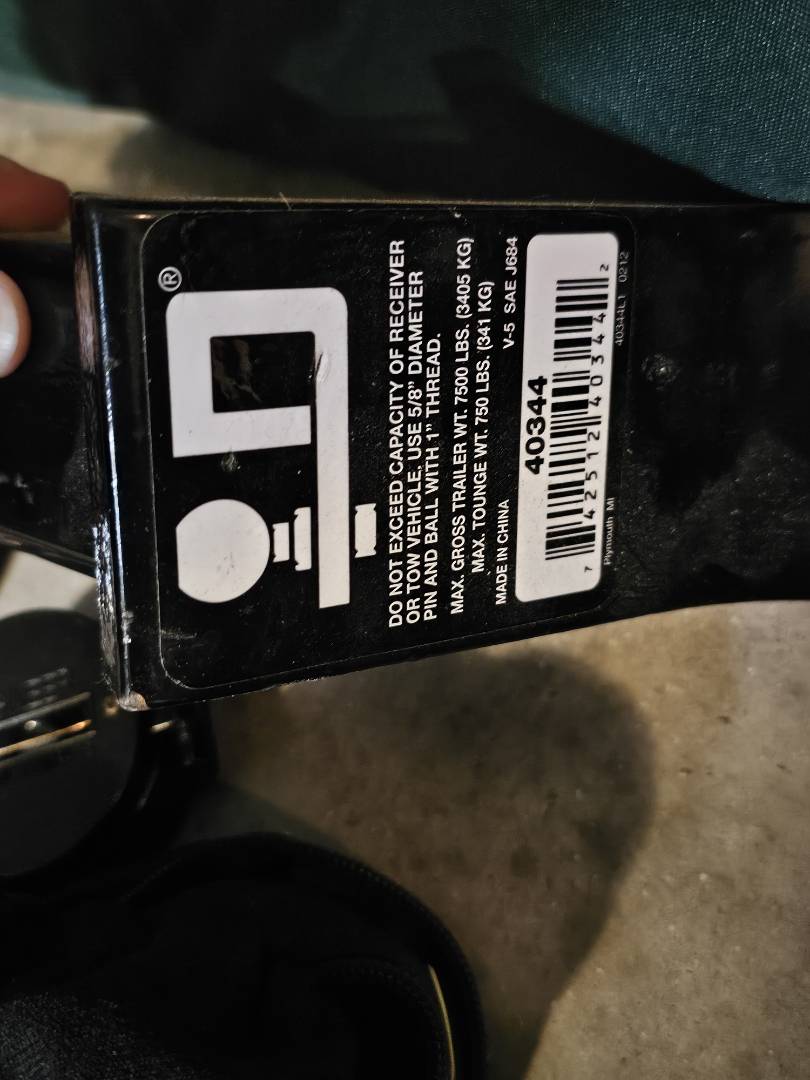 ®
DO NOT EXCEED CAPACITY OF RECEIVER
OR TOW VEHICLE. USE 5/8" DIAMETER
PIN AND BALL WITH 1" THREAD.
MAX. GROSS TRAILER WT. 7500 LBS. (3405 KG)
MAX. TOUNGE WT. 750 LBS. (341 KG)
MADE IN CHINA V-5 SAE J684
40344
7 42512 40344 2
Plymouth MI 40344L1 0212